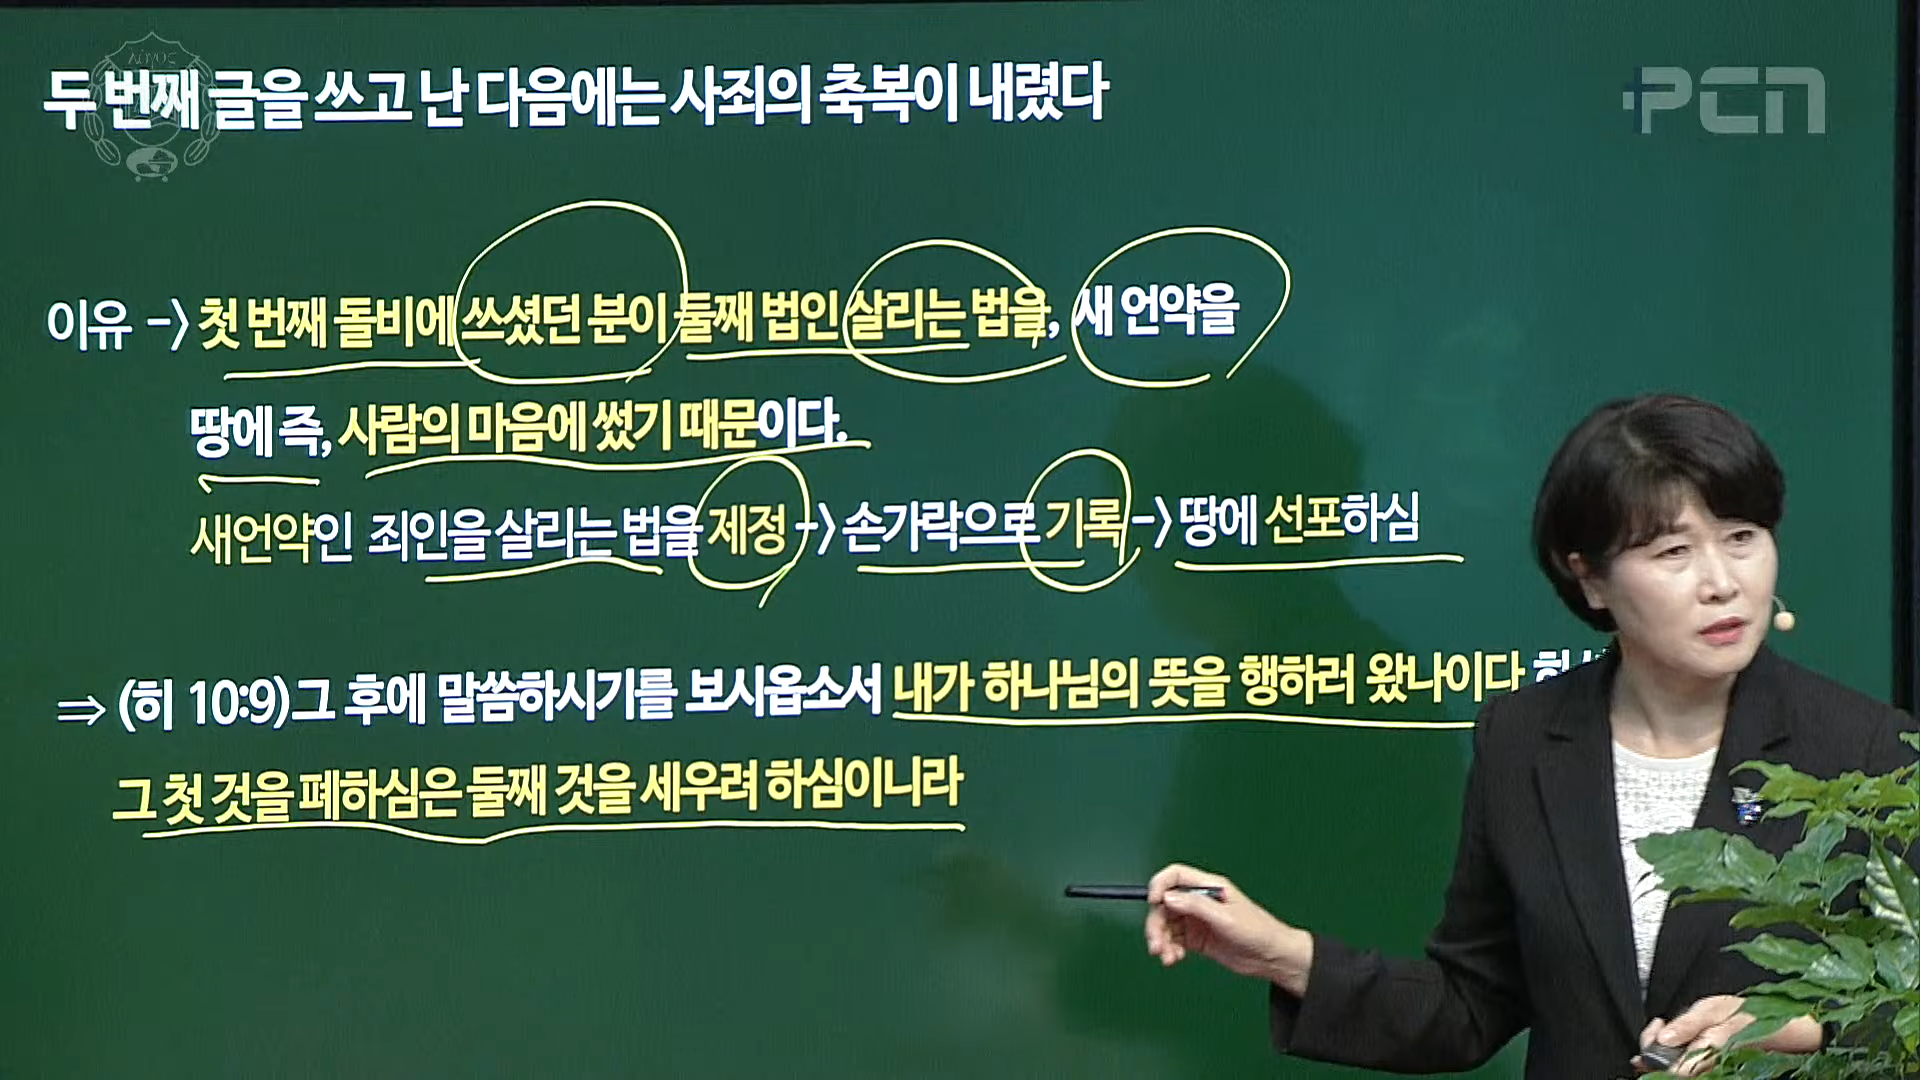 두 번째 글을 쓰고 난 다음에는 사죄의 축복이 내렸다
PCN
이유 -> 첫 번째 돌비에 쓰셨던 분이 둘째 법인 살리는 법을, 새 언약을
땅에 즉, 사람의 마음에 썼기 때문이다.
새언약인 죄인을 살리는 법을 제정 -> 손가락으로 기록 -> 땅에 선포하심
⇒ (히 10:9)그 후에 말씀하시기를 보시옵소서 내가 하나님의 뜻을 행하러 왔나이다
그 첫 것을 폐하심은 둘째 것을 세우려 하심이니라